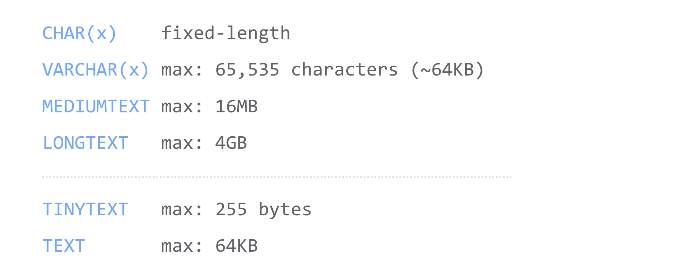 CHAR(x) fixed-length
VARCHAR(x) max: 65,535 characters (~64KB)
MEDIUMTEXT max: 16MB
LONGTEXT max: 4GB
TINYTEXT max: 255 bytes
TEXT max: 64KB